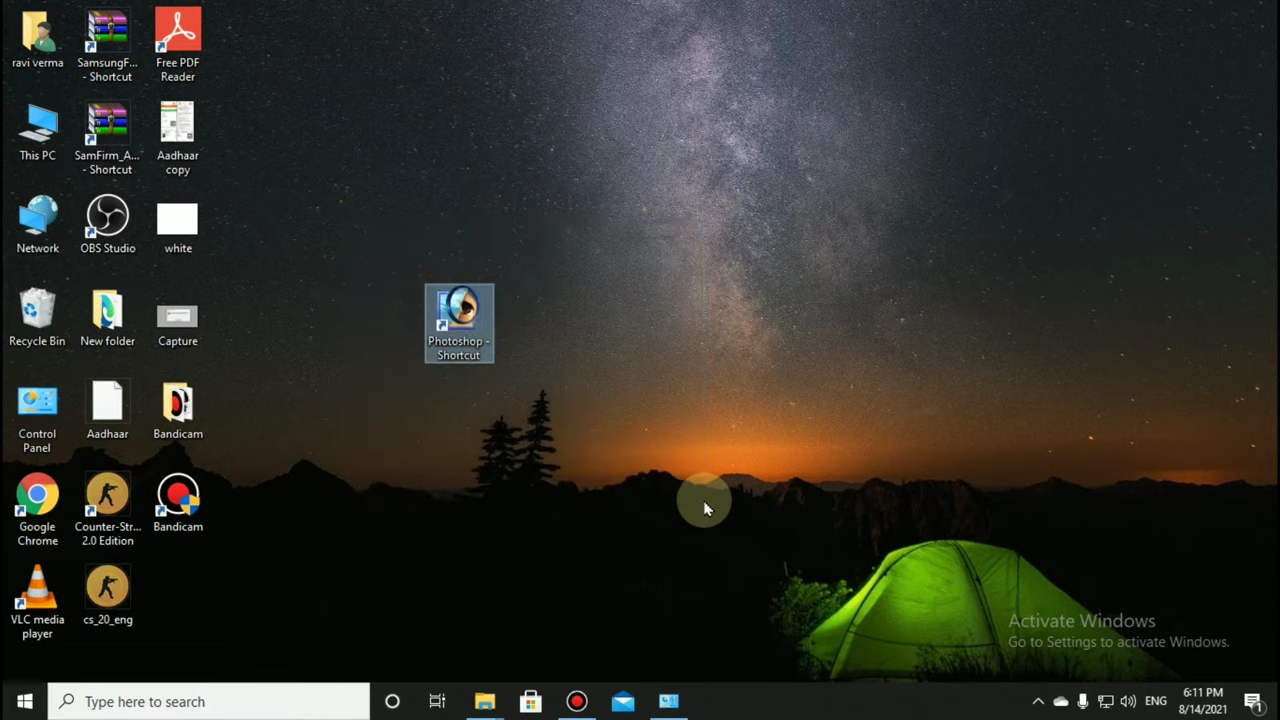 ravi verma
SamsungF...
- Shortcut
Free PDF
Reader
This PC
SamFirm_A...
- Shortcut
Aadhaar
copy
Network
OBS Studio
white
Recycle Bin
New folder
Capture
Photoshop -
Shortcut
Control
Panel
Aadhaar
Bandicam
Google
Chrome
Counter-Str...
2.0 Edition
Bandicam
VLC media
player
cs_20_eng
Activate Windows
Go to Settings to activate Windows.
Type here to search
ENG
6:11 PM
8/14/2021
1